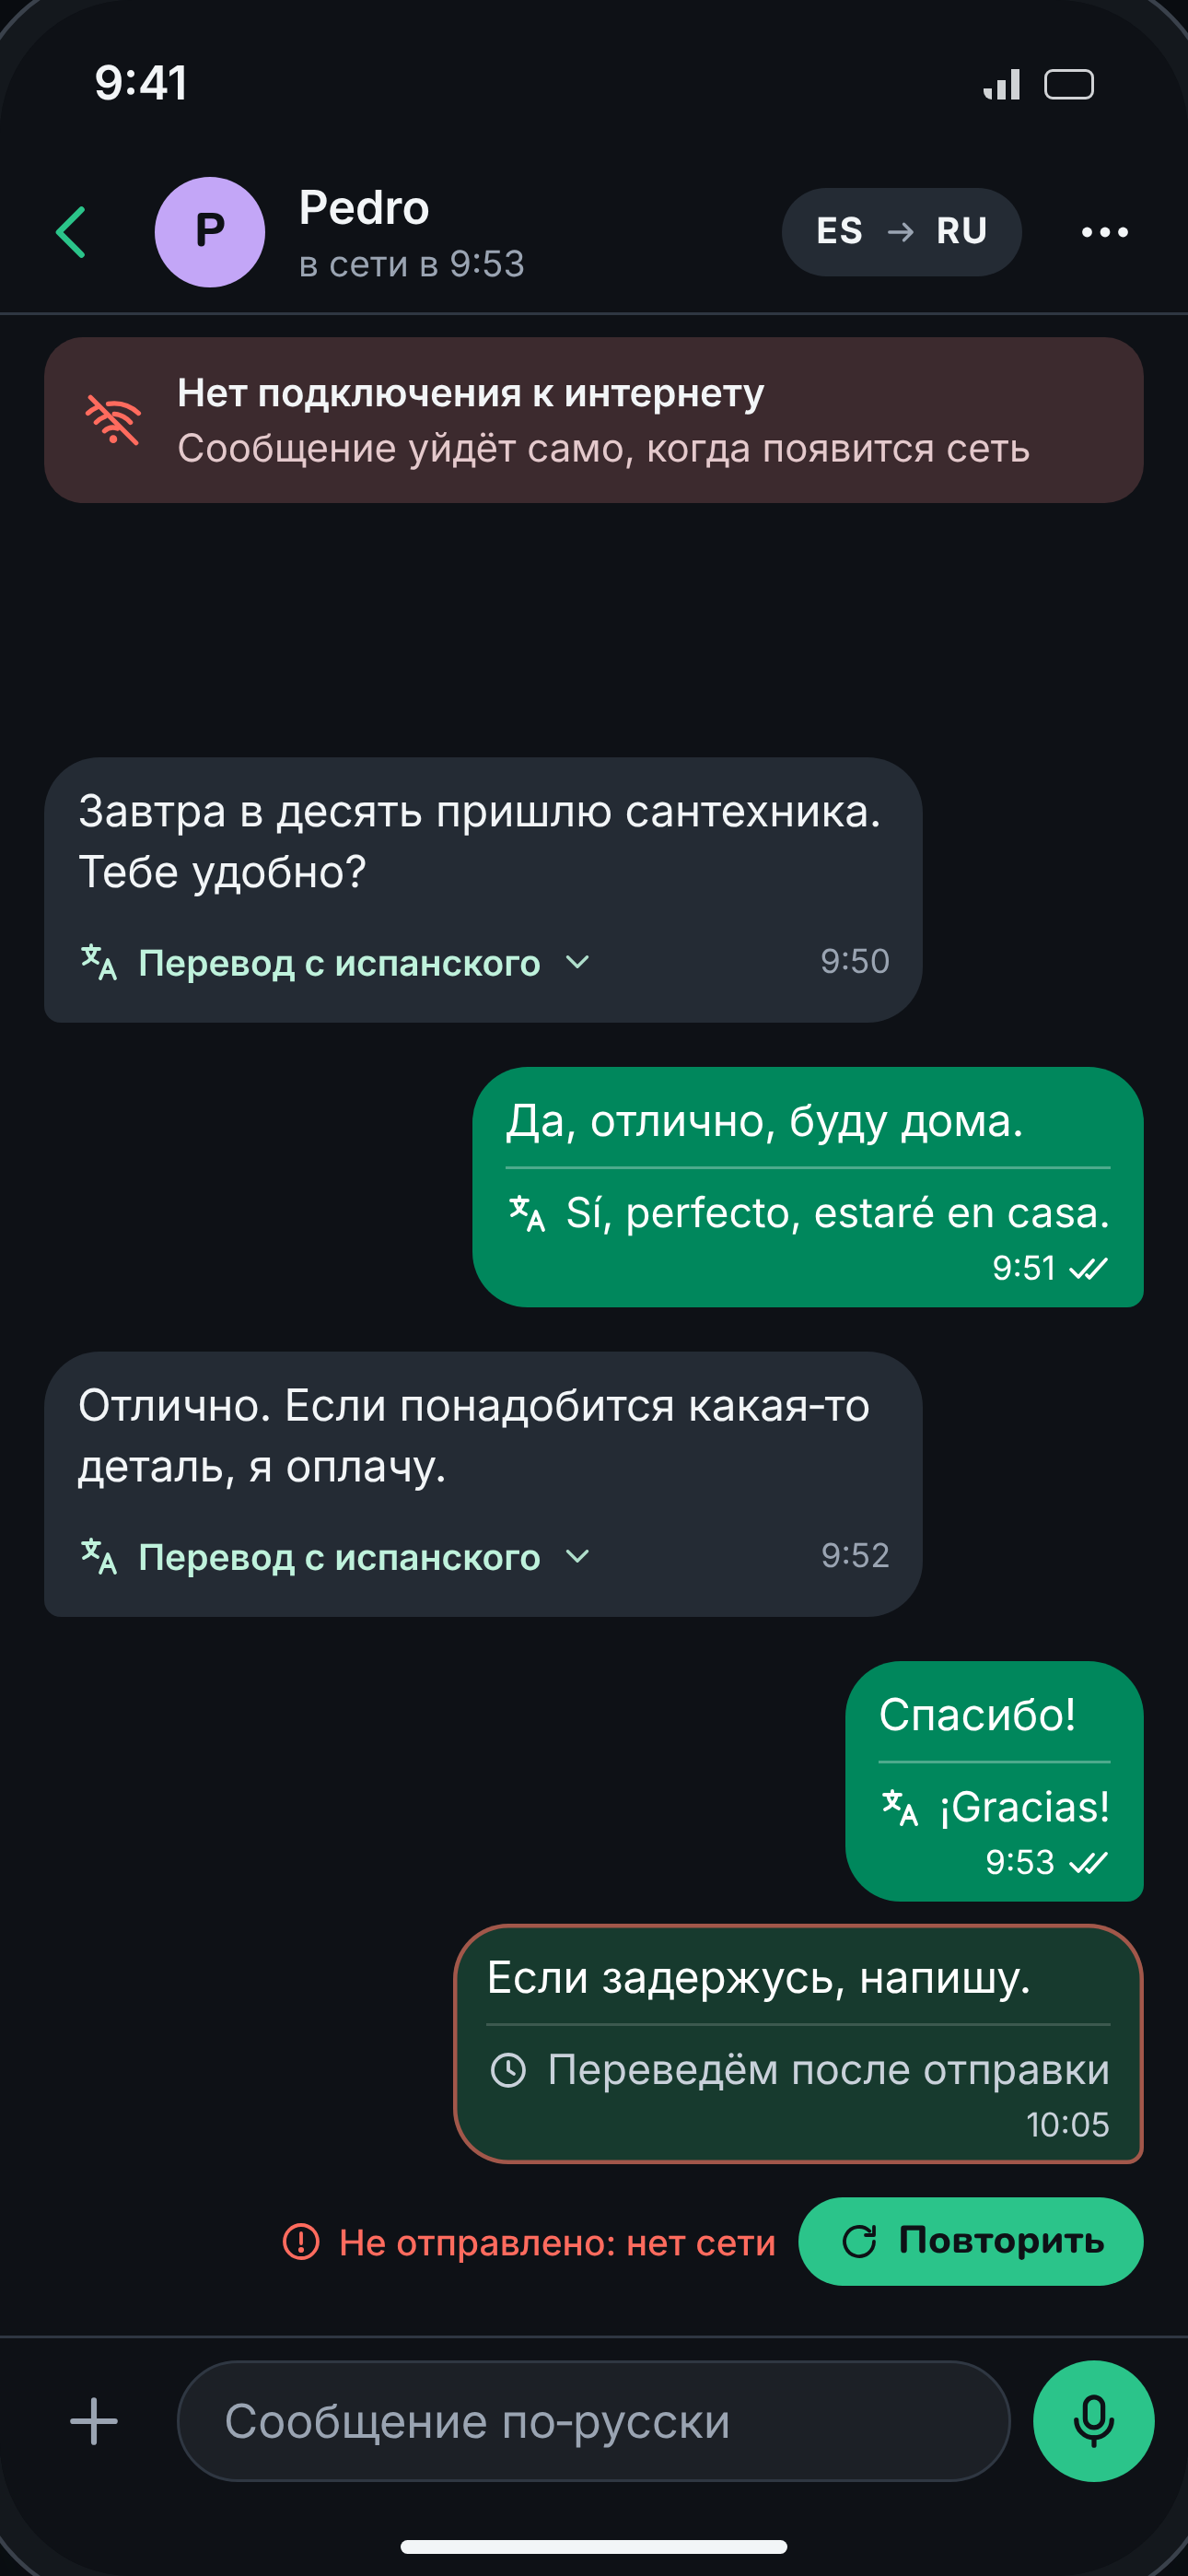 9:41
P
Pedro
в сети в 9:53
ES → RU
Нет подключения к интернету
Сообщение уйдёт само, когда появится сеть
Завтра в десять пришлю сантехника.
Тебе удобно?
Перевод с испанского
9:50
Да, отлично, буду дома.
Sí, perfecto, estaré en casa.
9:51
Отлично. Если понадобится какая-то
деталь, я оплачу.
Перевод с испанского
9:52
Спасибо!
¡Gracias!
9:53
Если задержусь, напишу.
Переведём после отправки
10:05
Не отправлено: нет сети
Повторить
Сообщение по-русски